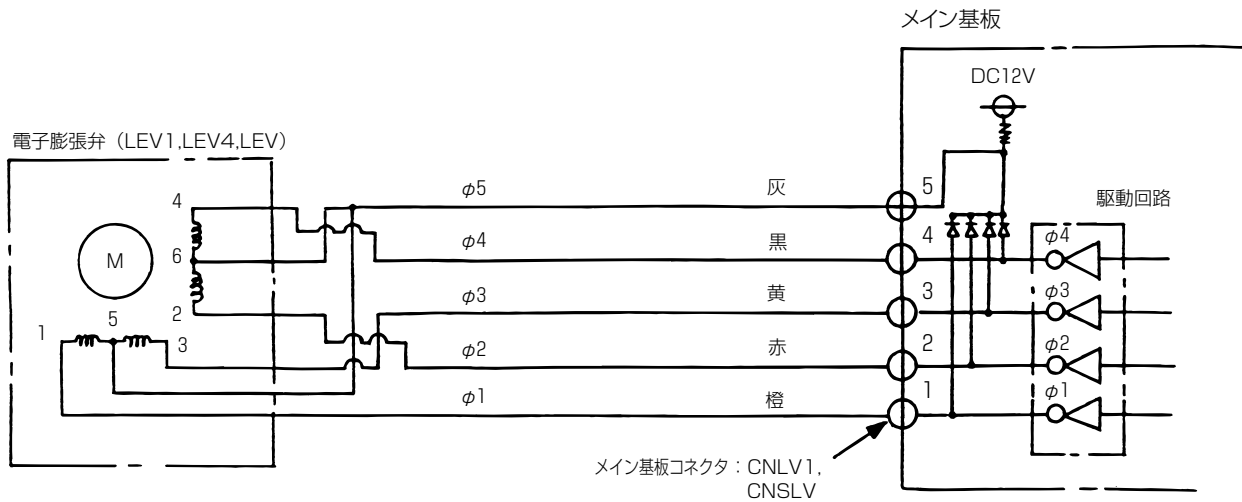 メイン基板
DC12V
電子膨張弁（LEV1,LEV4,LEV）
駆動回路
4
φ5
灰
5
φ4
黒
4
φ4
M
6
φ3
黄
3
φ3
2
1
5
3
φ2
赤
2
φ2
φ1
橙
1
φ1
メイン基板コネクタ：CNLV1,
CNSLV